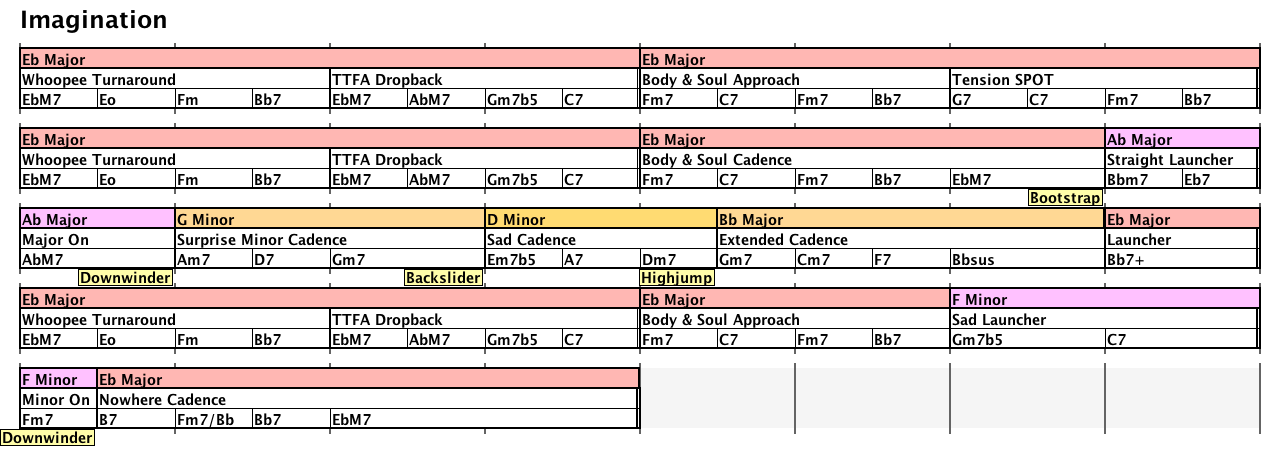 Imagination
Eb Major Eb Major
Whoopee Turnaround TTFA Dropback Body & Soul Approach Tension SPOT
EbM7 Eo Fm Bb7 EbM7 AbM7 Gm7b5 C7 Fm7 C7 Fm7 Bb7 G7 C7 Fm7 Bb7
Eb Major Eb Major Ab Major
Whoopee Turnaround TTFA Dropback Body & Soul Cadence Straight Launcher
EbM7 Eo Fm Bb7 EbM7 AbM7 Gm7b5 C7 Fm7 C7 Fm7 Bb7 EbM7 Bbm7 Eb7
Bootstrap
Ab Major G Minor D Minor Bb Major Eb Major
Major On Surprise Minor Cadence Sad Cadence Extended Cadence Launcher
AbM7 Am7 D7 Gm7 Em7b5 A7 Dm7 Gm7 Cm7 F7 Bbsus Bb7+
Downwinder Backslider Highjump
Eb Major Eb Major F Minor
Whoopee Turnaround TTFA Dropback Body & Soul Approach Sad Launcher
EbM7 Eo Fm Bb7 EbM7 AbM7 Gm7b5 C7 Fm7 C7 Fm7 Bb7 Gm7b5 C7
F Minor Eb Major
Minor On Nowhere Cadence
Fm7 B7 Fm7/Bb Bb7 EbM7
Downwinder